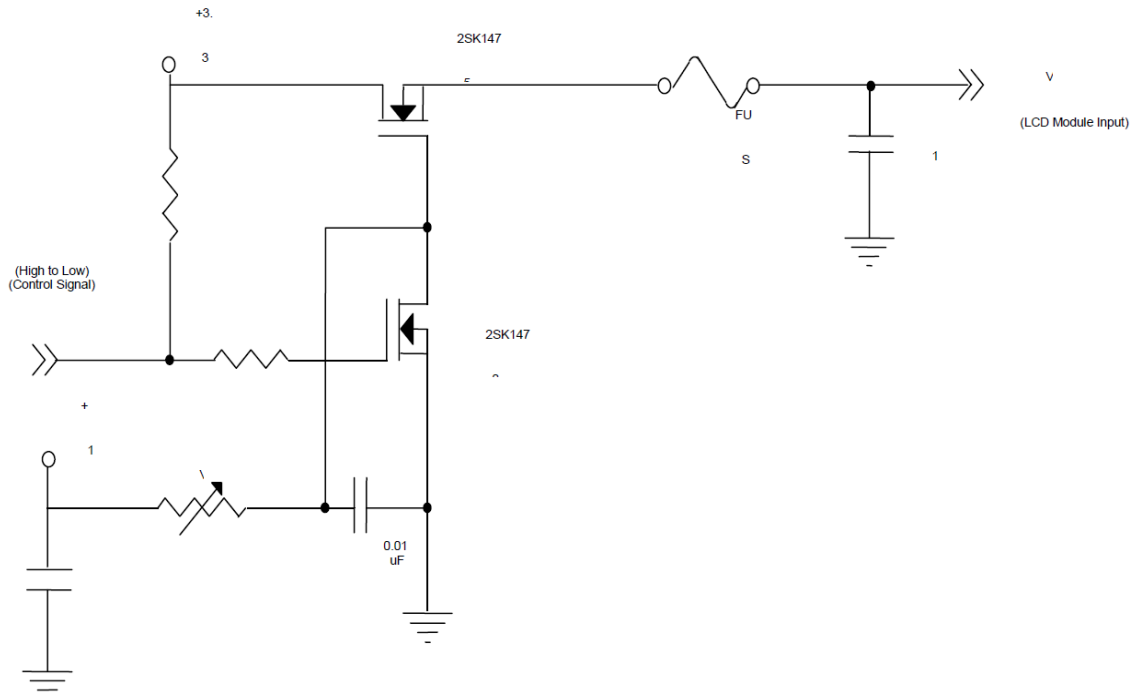 +3.
3
2SK147
FU
S
V
(LCD Module Input)
1
(High to Low)
(Control Signal)
2SK147
+
1
0.01
uF